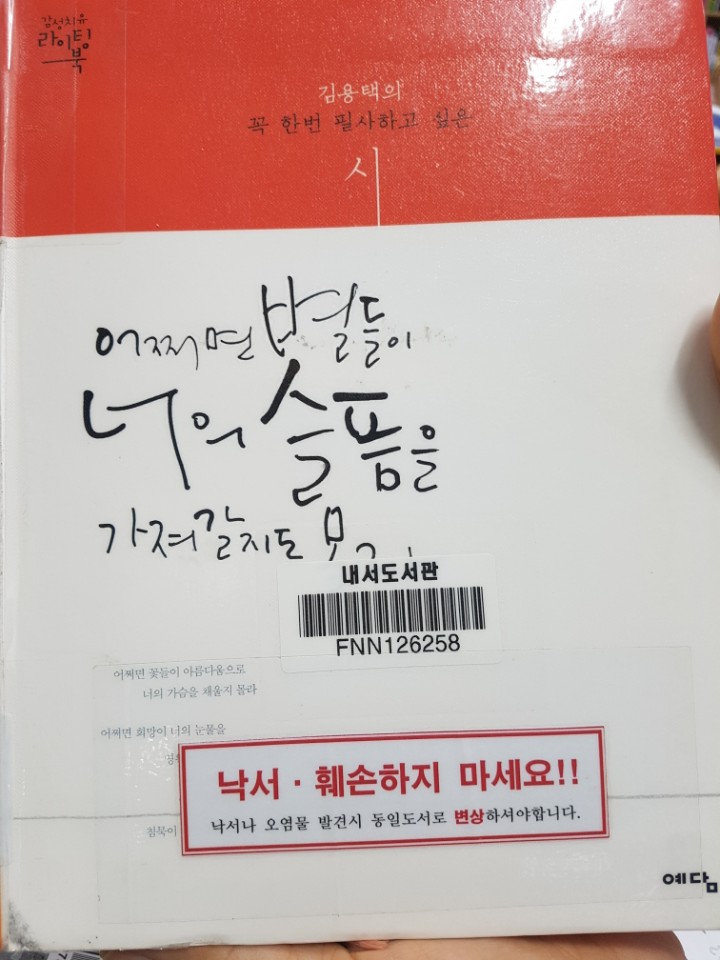 감성치유
라이팅
북
김용택의
꼭 한번 필사하고 싶은
시
어쩌면 별들이
너의 슬픔을
가져갈지도
내서도서관
FNN126258
어쩌면 꽃들이 아름다움으로
너의 가슴을 채울지 몰라
어쩌면 희망이 너의 눈물을
낙서·훼손하지 마세요!!
낙서나 오염물 발견시 동일도서로 변상하셔야합니다.
침묵이
예담